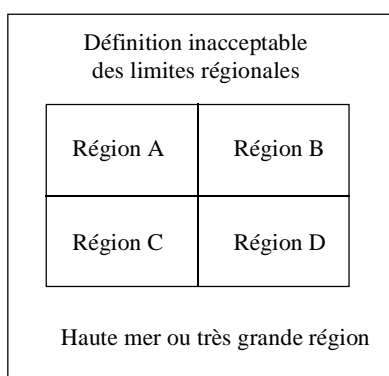 Définition inacceptable
des limites régionales
Région A
Région B
Région C
Région D
Haute mer ou très grande région